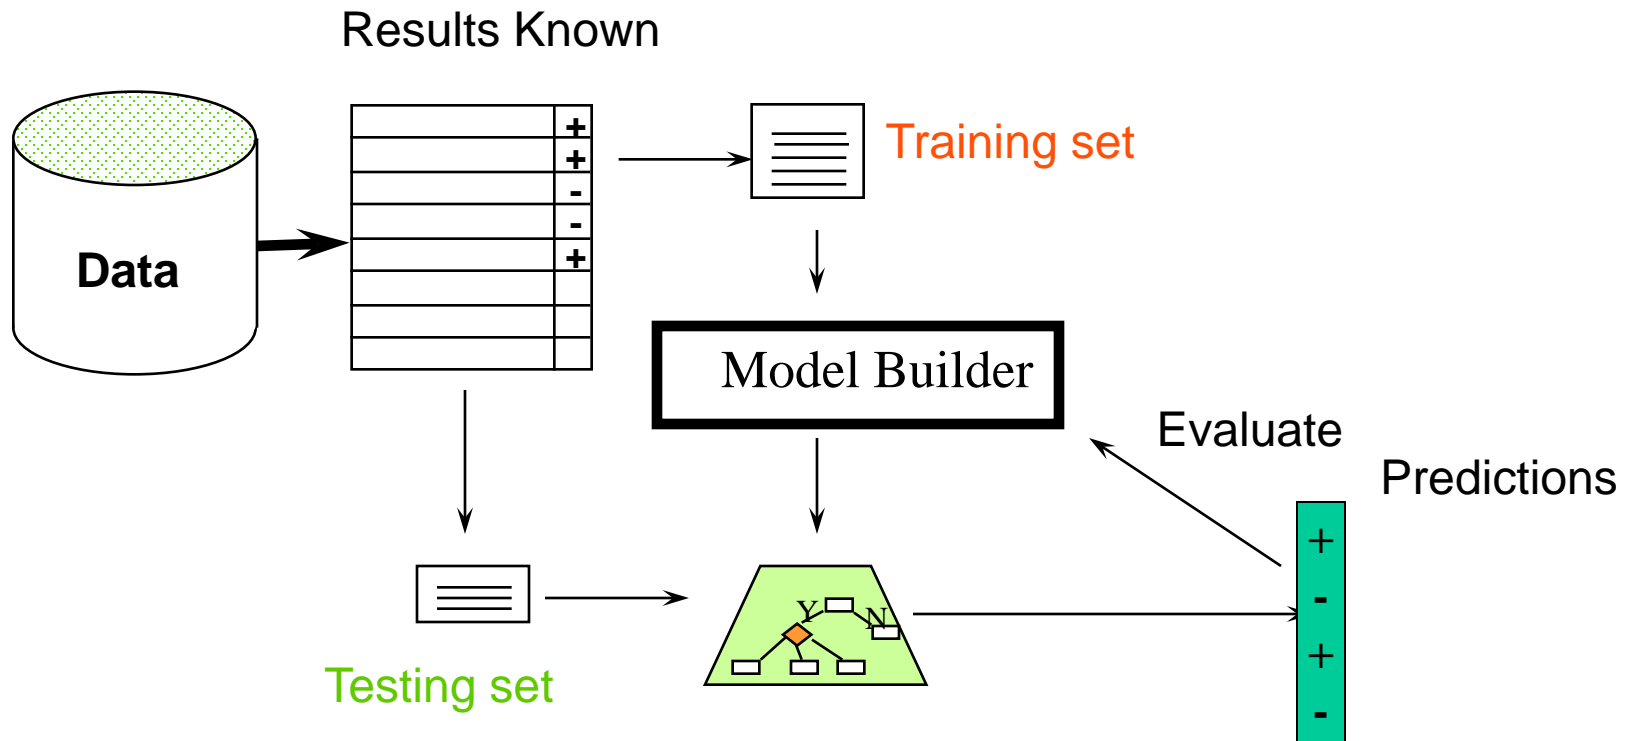 Results Known
+
+
-
-
+
Training set
Data
Model Builder
Evaluate
Predictions
+
-
+
-
Y
N
Testing set